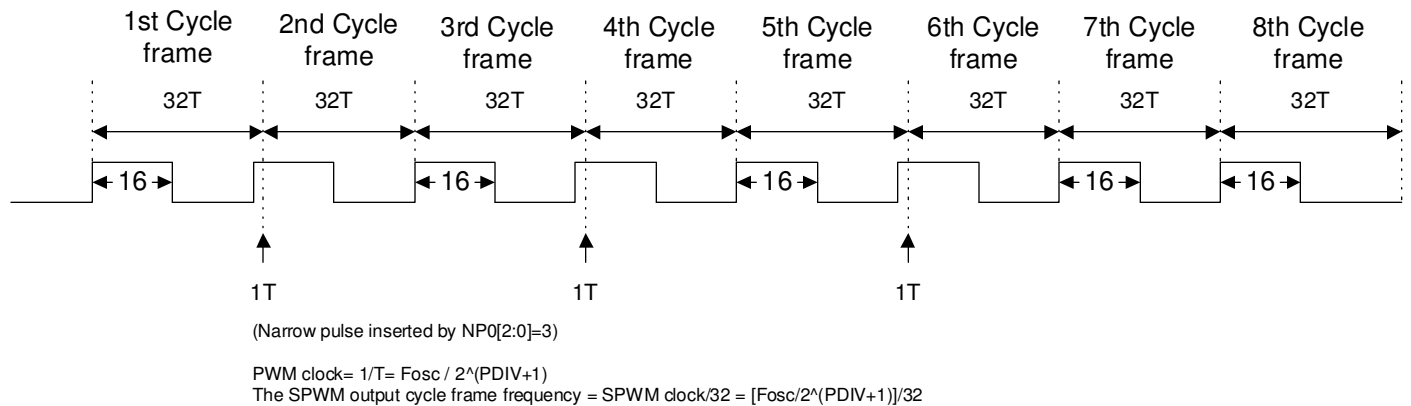 1st Cycle frame
2nd Cycle frame
3rd Cycle frame
4th Cycle frame
5th Cycle frame
6th Cycle frame
7th Cycle frame
8th Cycle frame
32T
32T
32T
32T
32T
32T
32T
32T
16
16
16
16
16
1T
1T
1T
(Narrow pulse inserted by NP0[2:0]=3)
PWM clock= 1/T= Fosc / 2^(PDIV+1)
The SPWM output cycle frame frequency = SPWM clock/32 = [Fosc/2^(PDIV+1)]/32